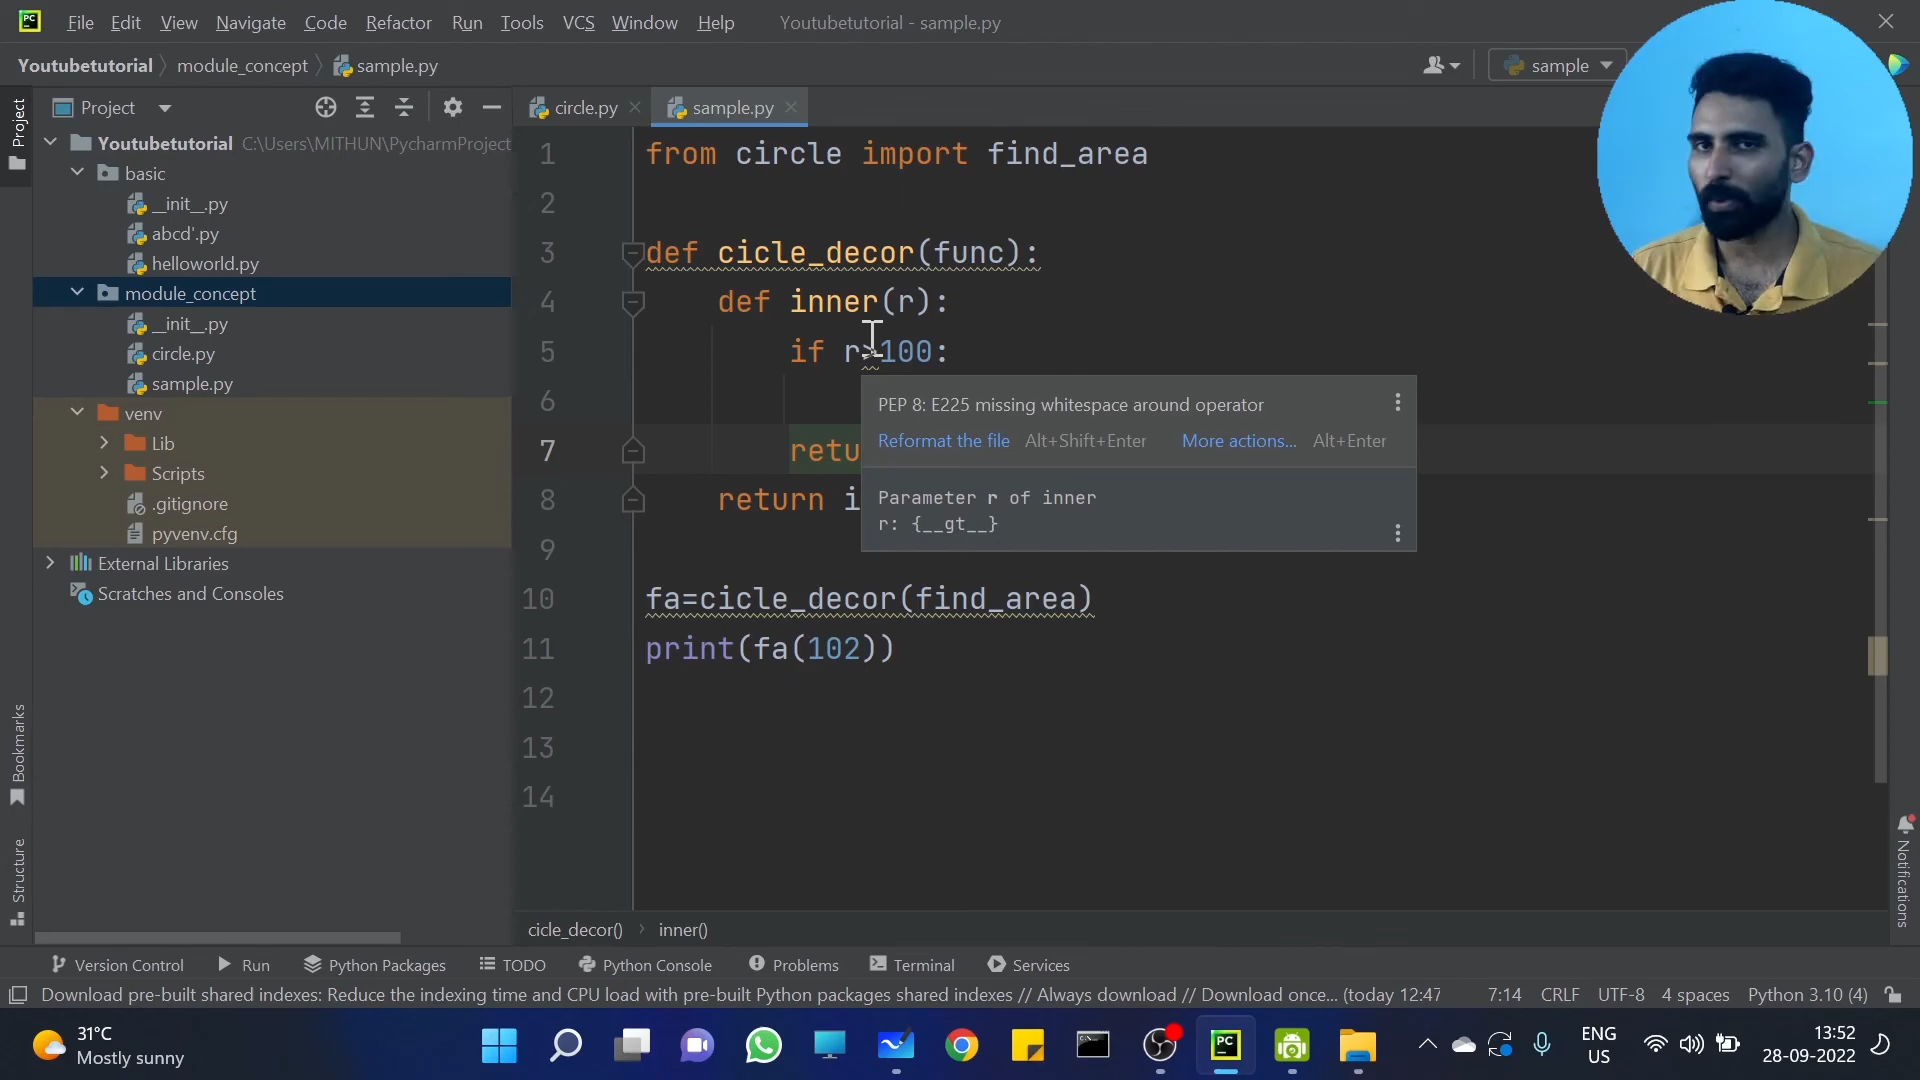 File Edit View Navigate Code Refactor Run Tools VCS Window Help Youtubetutorial - sample.py
Youtubetutorial module_concept sample.py
sample
Project
Project
Youtubetutorial C:\Users\MITHUN\PycharmProject
basic
__init__.py
abcd'.py
helloworld.py
module_concept
__init__.py
circle.py
sample.py
venv
Lib
Scripts
.gitignore
pyvenv.cfg
External Libraries
Scratches and Consoles
Bookmarks
Structure
circle.py sample.py
1 from circle import find_area
2
3 def cicle_decor(func):
4 def inner(r):
5 if r>100:
6
7 retu
8 return i
9
10 fa=cicle_decor(find_area)
11 print(fa(102))
12
13
14
PEP 8: E225 missing whitespace around operator
Reformat the file Alt+Shift+Enter More actions... Alt+Enter
Parameter r of inner
r: {__gt__}
Notifications
cicle_decor() inner()
Version Control Run Python Packages TODO Python Console Problems Terminal Services
Download pre-built shared indexes: Reduce the indexing time and CPU load with pre-built Python packages shared indexes // Always download // Download once... (today 12:47 7:14 CRLF UTF-8 4 spaces Python 3.10 (4)
31°C
Mostly sunny
PC
ENG
US
13:52
28-09-2022